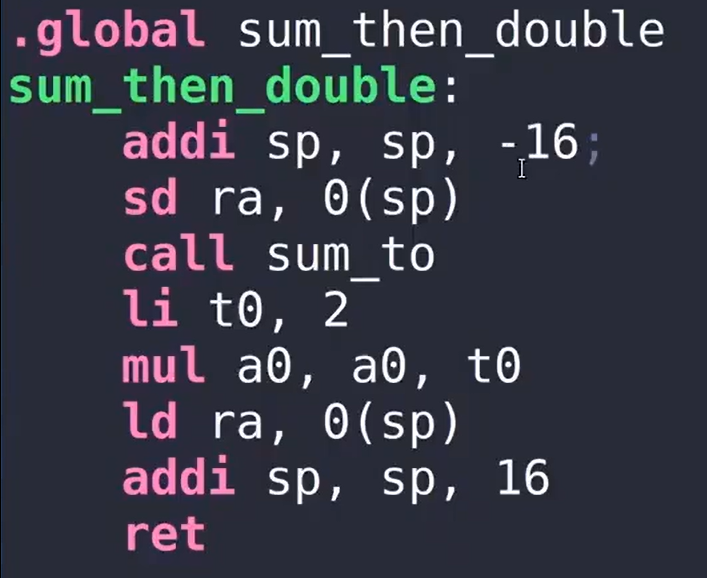 .global sum_then_double
sum_then_double:
addi sp, sp, -16;
sd ra, 0(sp)
call sum_to
li t0, 2
mul a0, a0, t0
ld ra, 0(sp)
addi sp, sp, 16
ret